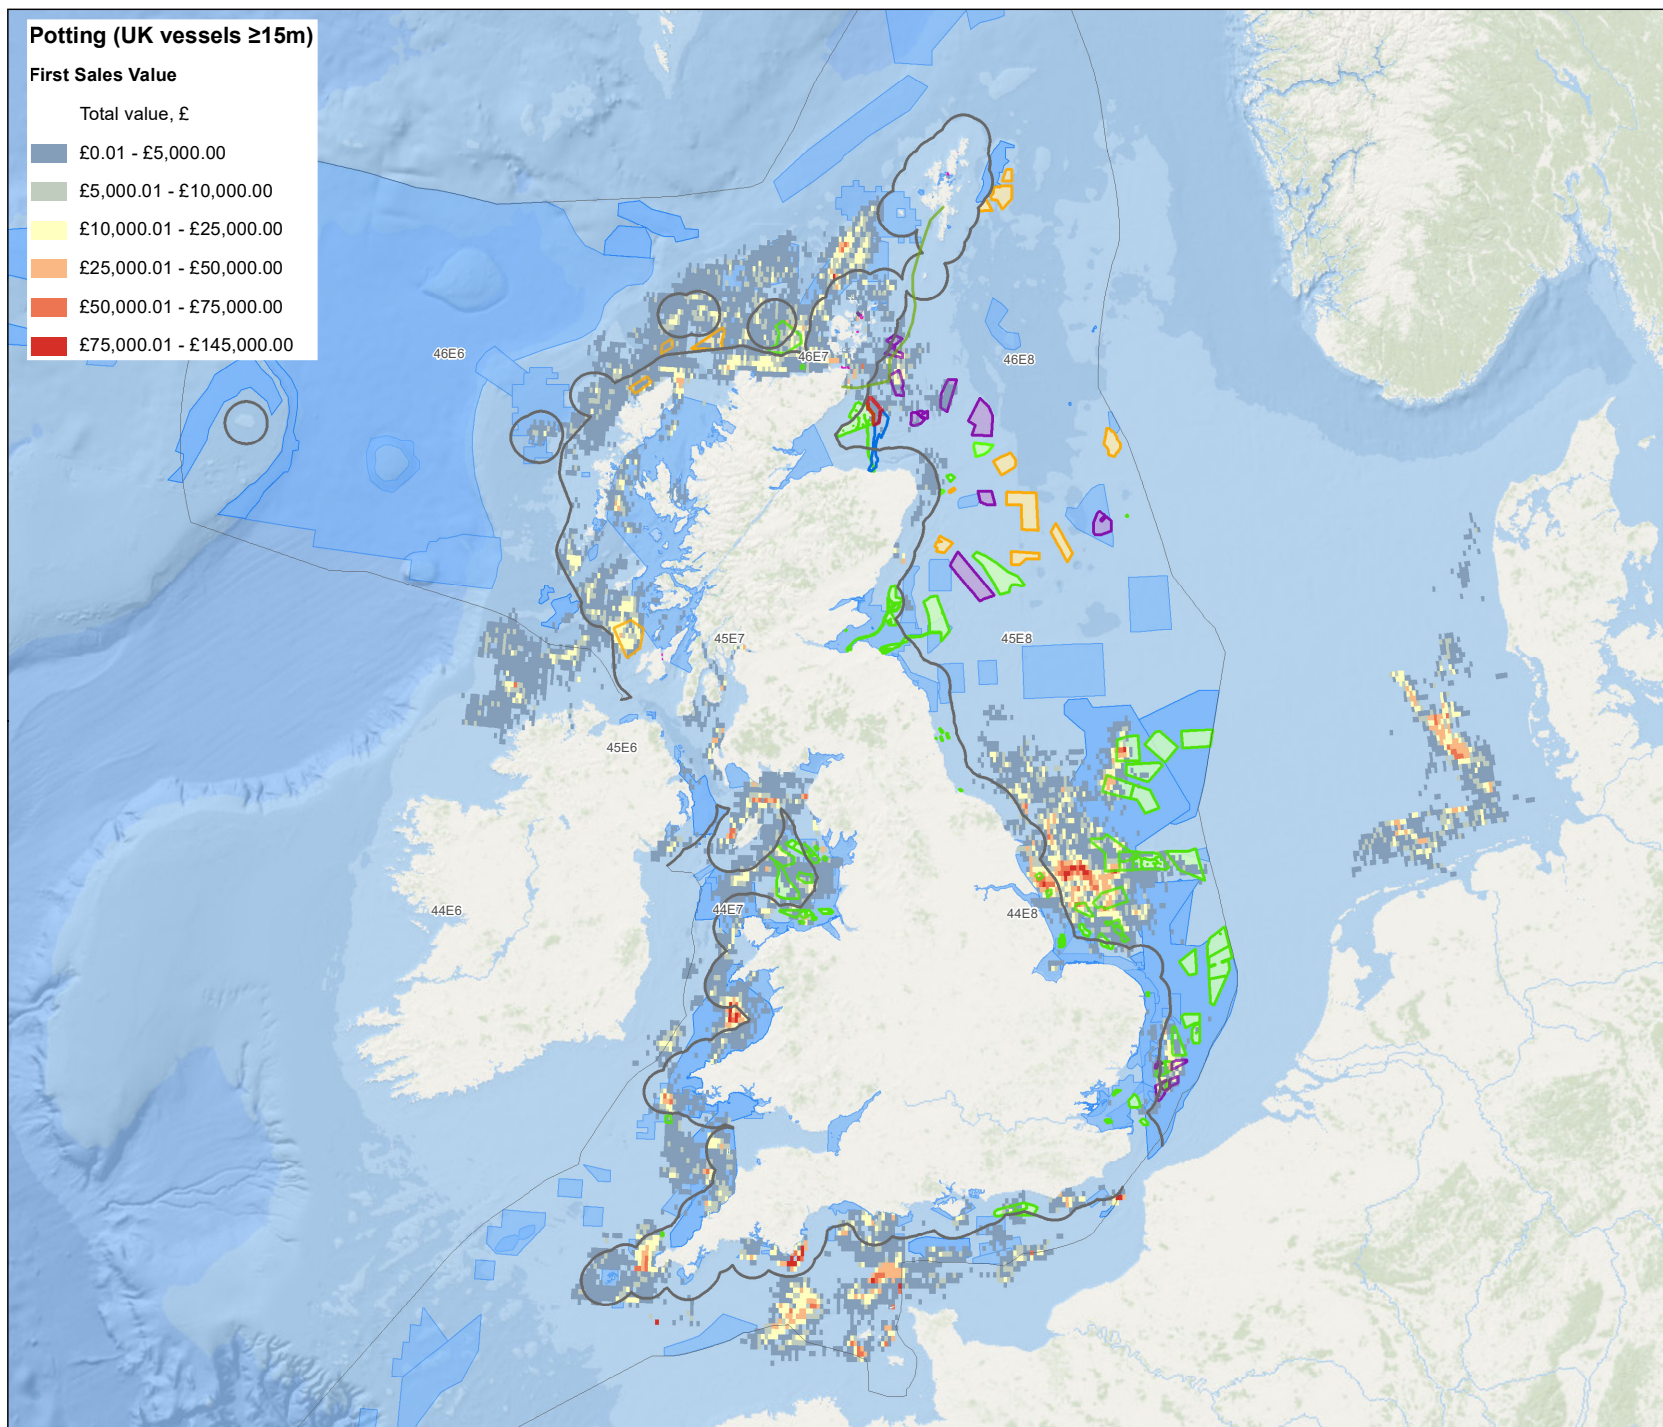 Potting (UK vessels ≥15m)
First Sales Value
Total value, £
£0.01 - £5,000.00
£5,000.01 - £10,000.00
£10,000.01 - £25,000.00
£25,000.01 - £50,000.00
£50,000.01 - £75,000.00
£75,000.01 - £145,000.00
46E6
46E7
46E8
45E7
45E8
45E6
44E6
44E7
44E8